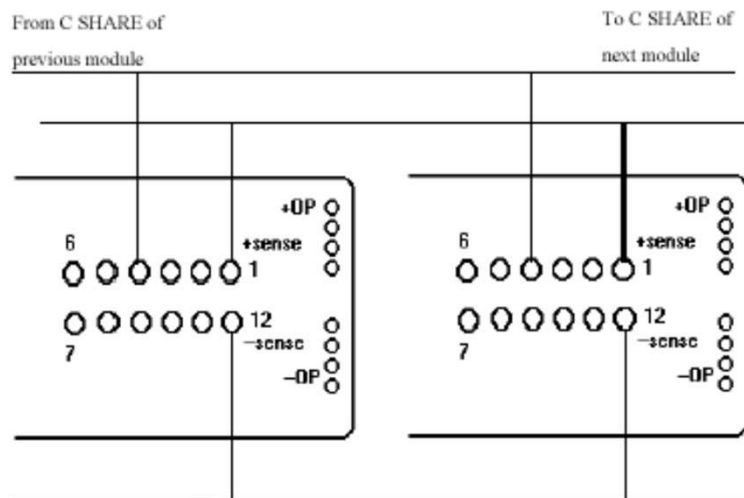 From C SHARE of
previous module
To C SHARE of
next module
+OP
6
+sense
1
12
7
−sense
−OP
+OP
6
+sense
1
12
7
−sense
−OP